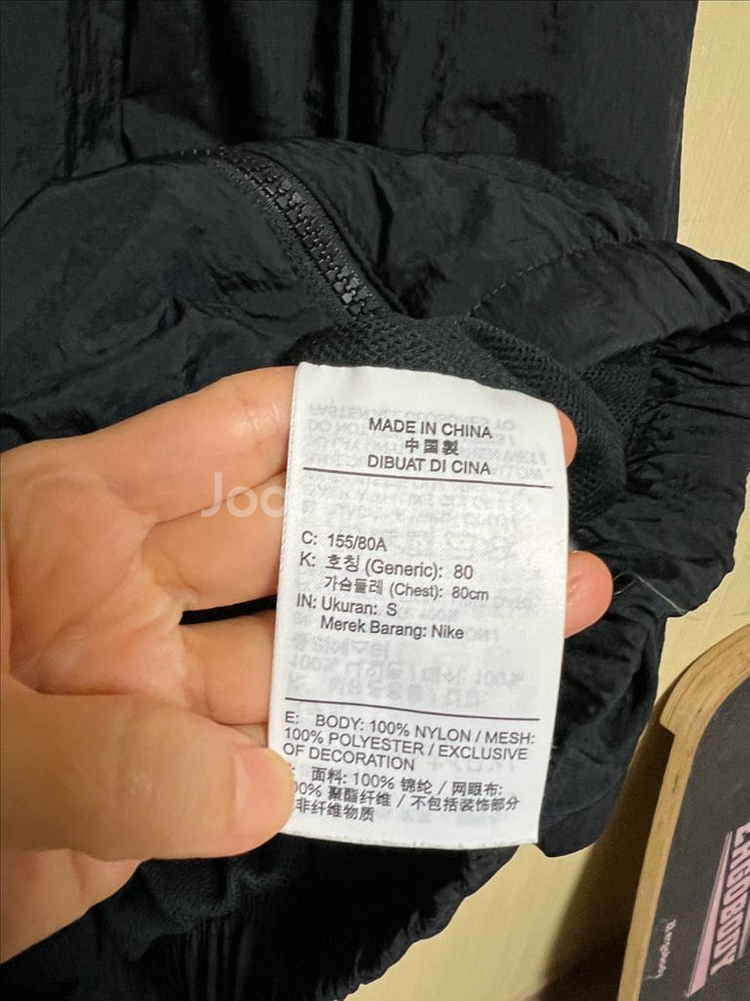 MADE IN CHINA
中国製
DIBUAT DI CINA
C: 155/80A
K: 호칭 (Generic): 80
가슴둘레 (Chest): 80cm
IN: Ukuran: S
Merek Barang: Nike
E: BODY: 100% NYLON / MESH:
100% POLYESTER / EXCLUSIVE
OF DECORATION
面料: 100% 锦纶 / 网眼布:
00% 聚酯纤维 / 不包括装饰部分
非纤维物质